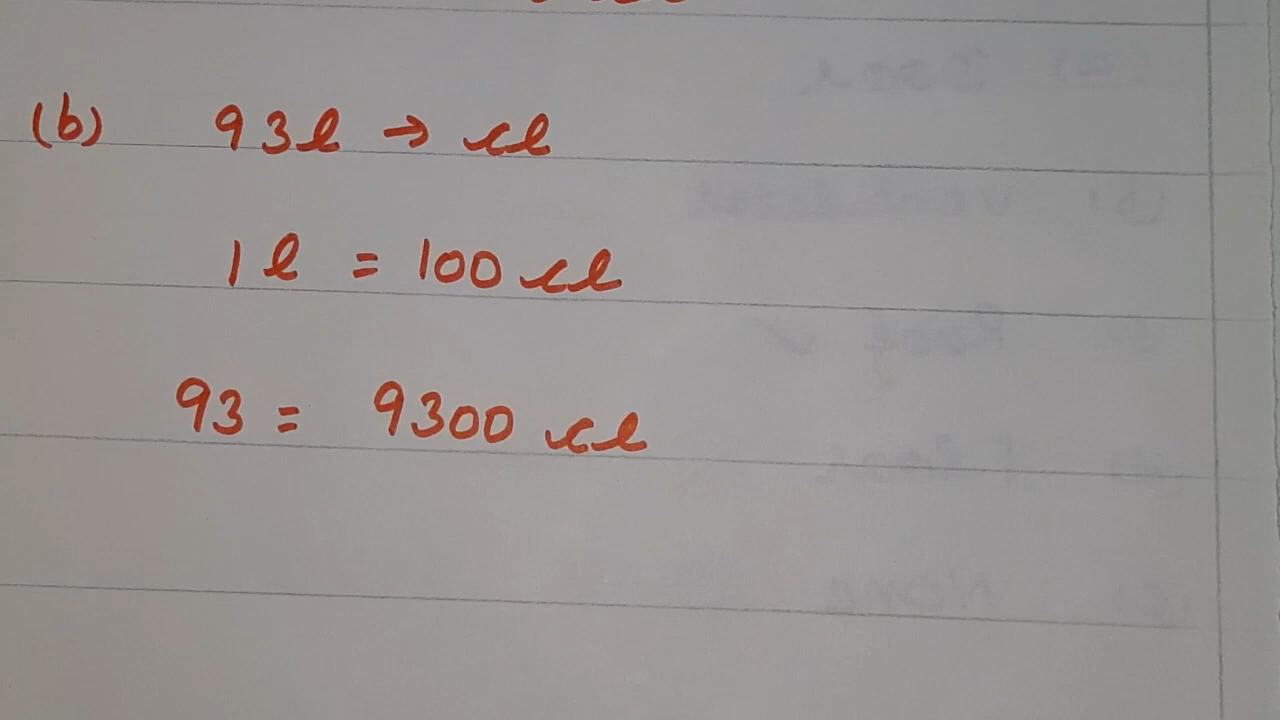 (b) 93l → cl
1l = 100 cl
93 = 9300 cl